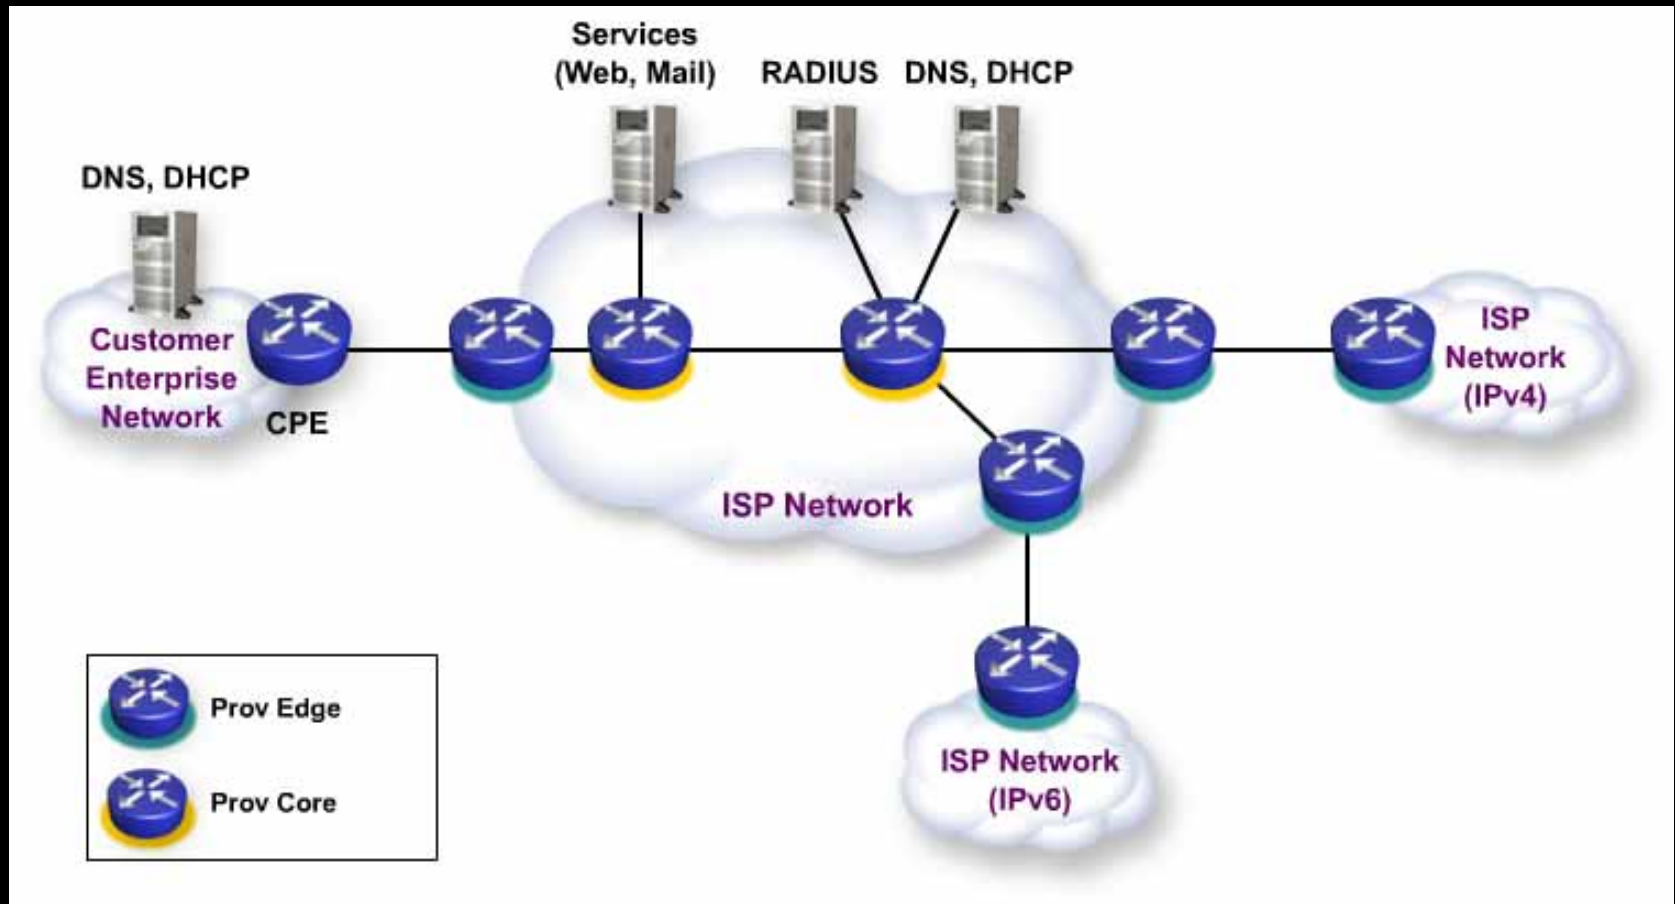 Services
(Web, Mail)
RADIUS
DNS, DHCP
DNS, DHCP
Customer
Enterprise
Network
CPE
ISP
Network
(IPv4)
ISP Network
ISP Network
(IPv6)
Prov Edge
Prov Core